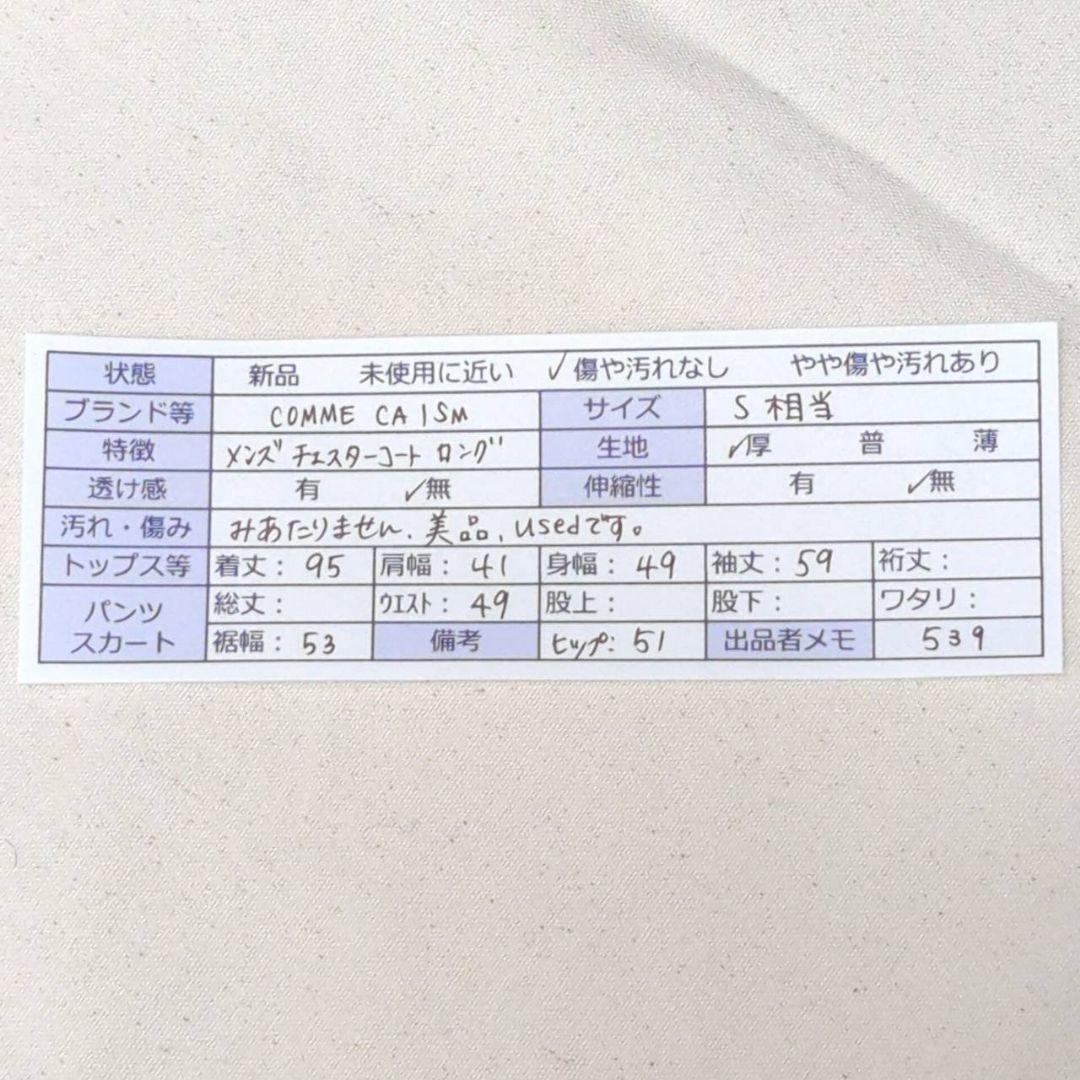 状態 新品 未使用に近い ✓傷や汚れなし やや傷や汚れあり
ブランド等 COMME CA ISM サイズ S 相当
特徴 メンズ チェスターコート ロング 生地 ✓厚 普 薄
透け感 有 ✓無 伸縮性 有 ✓無
汚れ・傷み みあたりません、美品、usedです。
トップス等 着丈： 95 肩幅： 41 身幅： 49 袖丈： 59 裄丈：
パンツ スカート 総丈： ウエスト： 49 股上： 股下： ワタリ：
裾幅： 53 備考 ヒップ： 51 出品者メモ 539